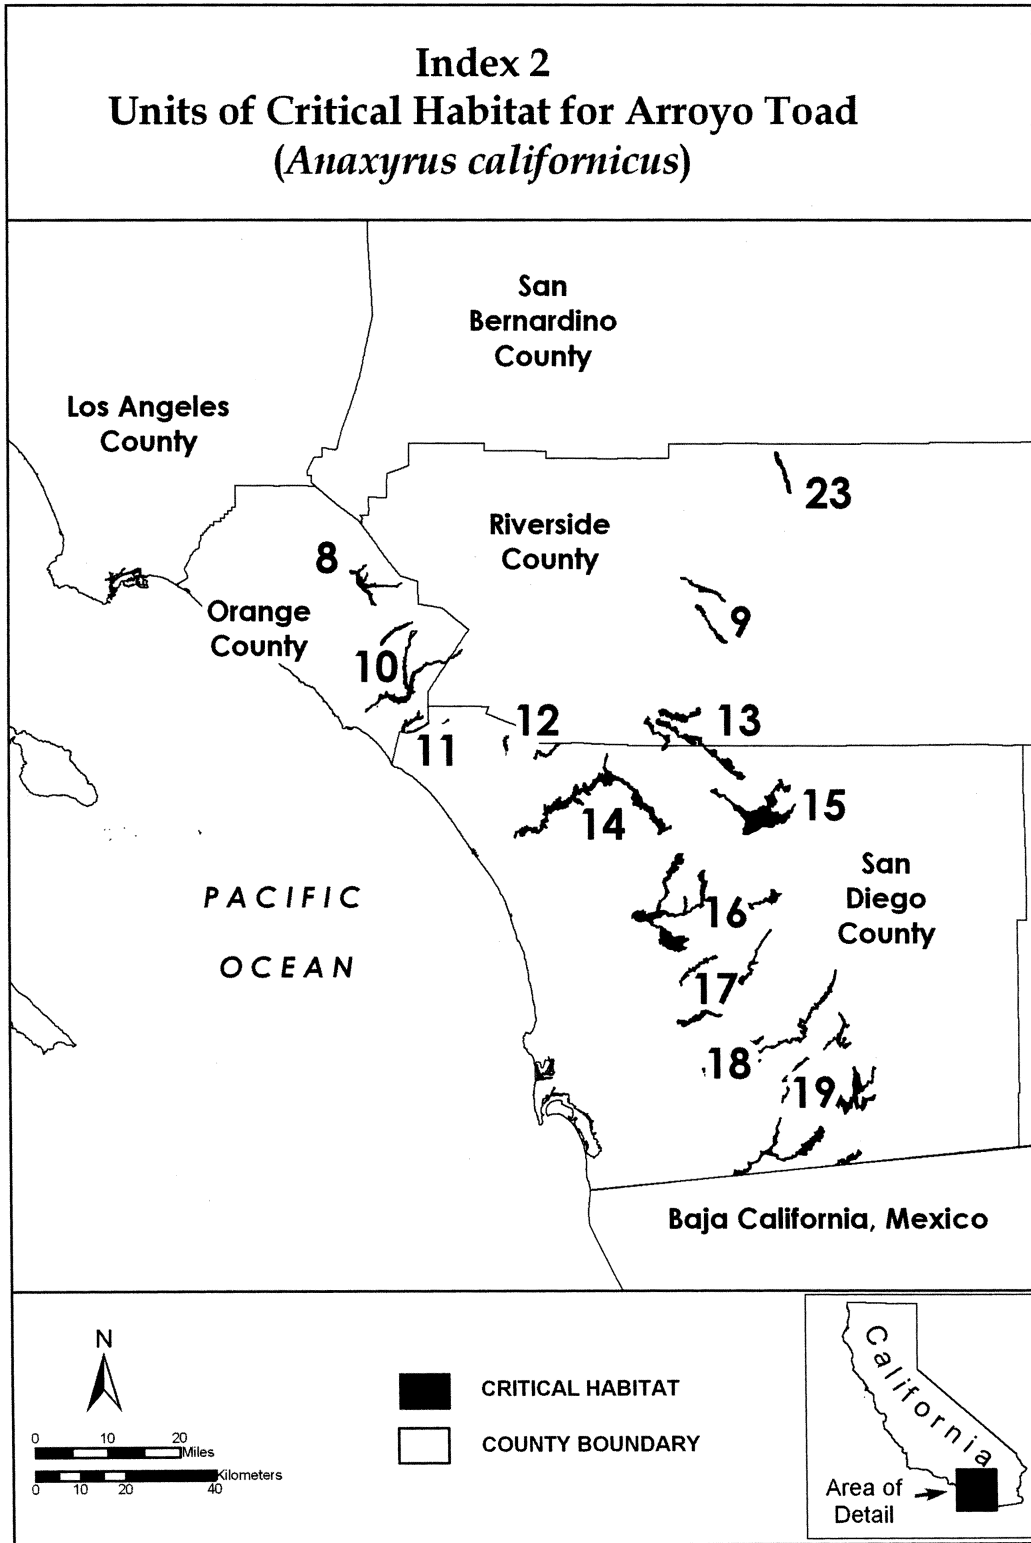 Index 2
Units of Critical Habitat for Arroyo Toad
(Anaxyrus californicus)
San
Bernardino
County
Los Angeles
County
23
Riverside
County
8
9
Orange
County
10
12
13
11
14
15
San
Diego
County
PACIFIC
OCEAN
16
17
18
19
Baja California, Mexico
N
0 10 20
Miles
Kilometers
0 10 20 40
CRITICAL HABITAT
COUNTY BOUNDARY
California
Area of
Detail